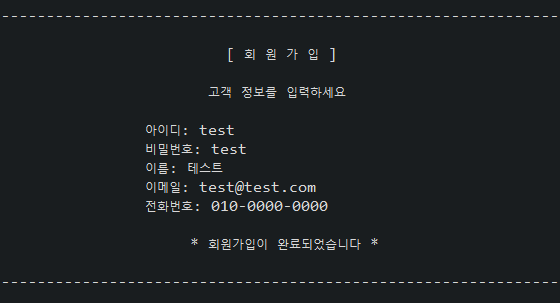 [ 회 원 가 입 ]
고객 정보를 입력하세요
아이디: test
비밀번호: test
이름: 테스트
이메일: test@test.com
전화번호: 010-0000-0000
* 회원가입이 완료되었습니다 *